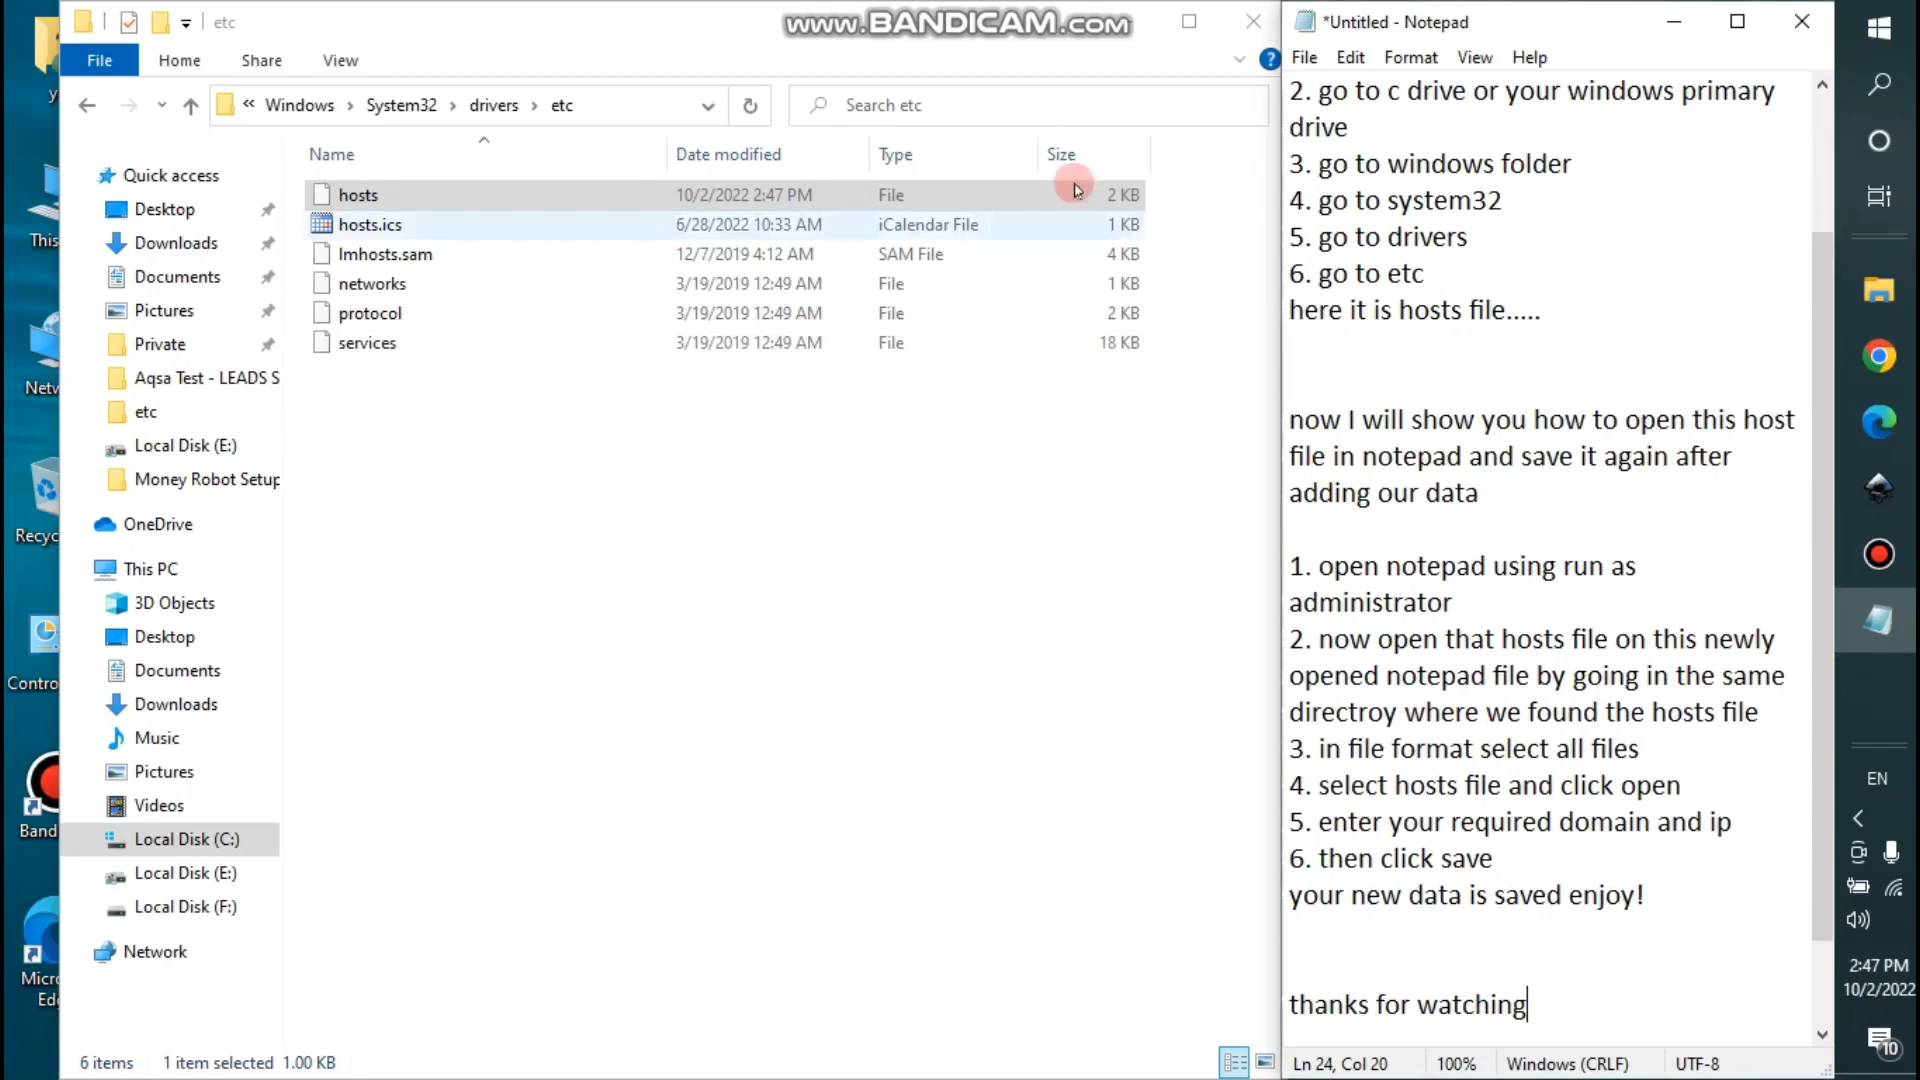 etc
www.BANDICAM.com
File
Home
Share
View
?
«
Windows
System32
drivers
etc
Search etc
Name
Date modified
Type
Size
hosts
10/2/2022 2:47 PM
File
2 KB
hosts.ics
6/28/2022 10:33 AM
iCalendar File
1 KB
lmhosts.sam
12/7/2019 4:12 AM
SAM File
4 KB
networks
3/19/2019 12:49 AM
File
1 KB
protocol
3/19/2019 12:49 AM
File
2 KB
services
3/19/2019 12:49 AM
File
18 KB
Quick access
Desktop
Downloads
Documents
Pictures
Private
Aqsa Test - LEADS S
etc
Local Disk (E:)
Money Robot Setup
OneDrive
This PC
3D Objects
Desktop
Documents
Downloads
Music
Pictures
Videos
Local Disk (C:)
Local Disk (E:)
Local Disk (F:)
Network
6 items
1 item selected 1.00 KB
y
This
Netw
Recyc
Contro
Band
Micro
Ed
*Untitled - Notepad
File
Edit
Format
View
Help
2. go to c drive or your windows primary
drive
3. go to windows folder
4. go to system32
5. go to drivers
6. go to etc
here it is hosts file.....
now I will show you how to open this host
file in notepad and save it again after
adding our data
1. open notepad using run as
administrator
2. now open that hosts file on this newly
opened notepad file by going in the same
directroy where we found the hosts file
3. in file format select all files
4. select hosts file and click open
5. enter your required domain and ip
6. then click save
your new data is saved enjoy!
thanks for watching
Ln 24, Col 20
100%
Windows (CRLF)
UTF-8
EN
2:47 PM
10/2/2022
10